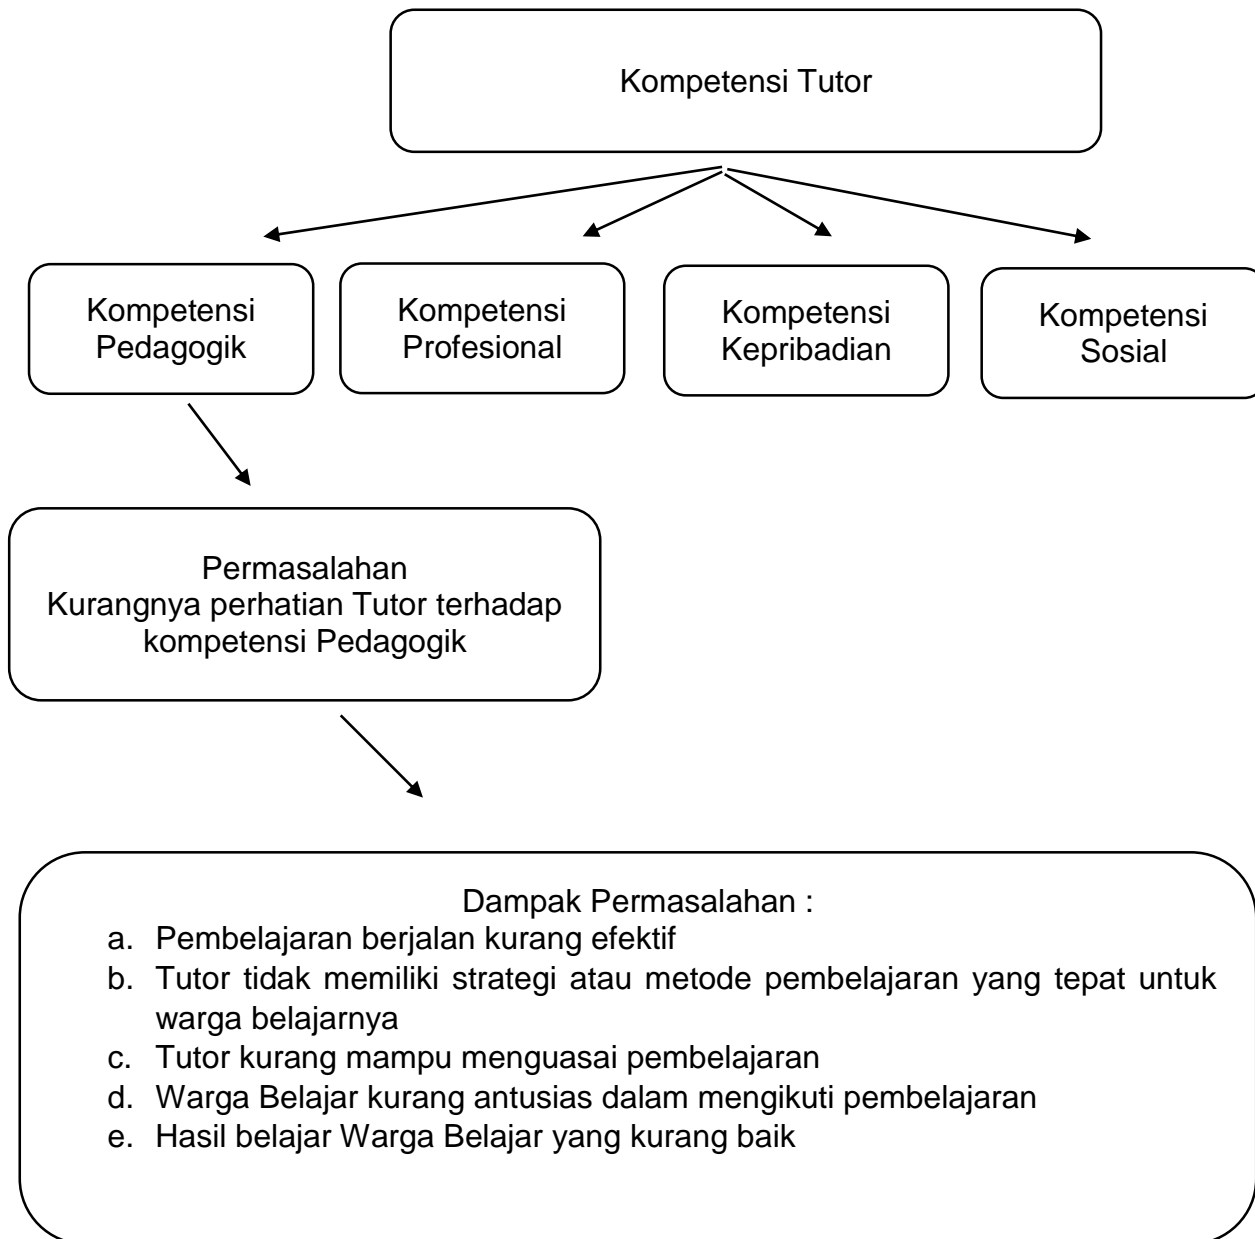 Kompetensi Tutor
Kompetensi
Pedagogik
Kompetensi
Profesional
Kompetensi
Kepribadian
Kompetensi
Sosial
Permasalahan
Kurangnya perhatian Tutor terhadap
kompetensi Pedagogik
Dampak Permasalahan :
a. Pembelajaran berjalan kurang efektif
b. Tutor tidak memiliki strategi atau metode pembelajaran yang tepat untuk
warga belajarnya
c. Tutor kurang mampu menguasai pembelajaran
d. Warga Belajar kurang antusias dalam mengikuti pembelajaran
e. Hasil belajar Warga Belajar yang kurang baik